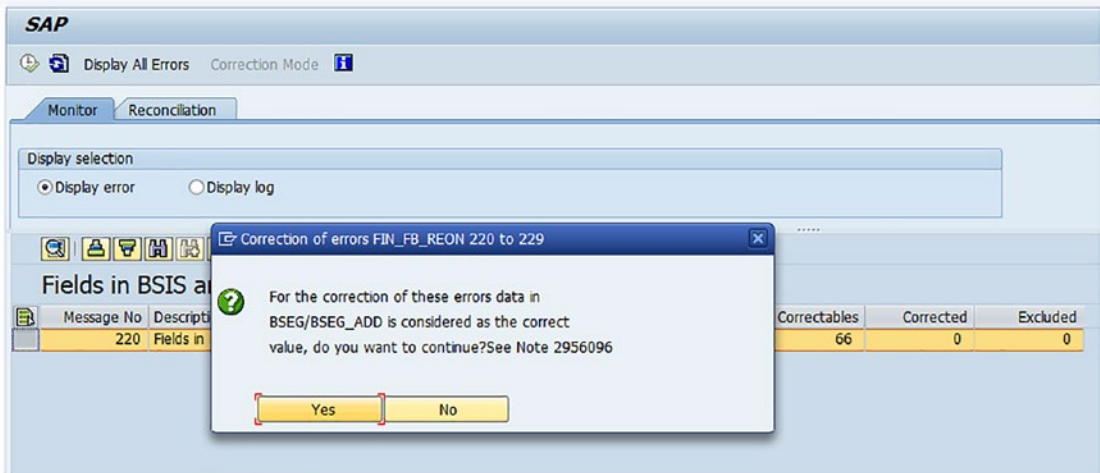 SAP
Display All Errors Correction Mode
Monitor Reconciliation
Display selection
Display error Display log
Correction of errors FIN_FB_REON 220 to 229
Fields in BSIS
For the correction of these errors data in
BSEG/BSEG_ADD is considered as the correct
value, do you want to continue?See Note 2956096
Message No Correctables Corrected Excluded
220 Fields in 66 0 0
Yes No